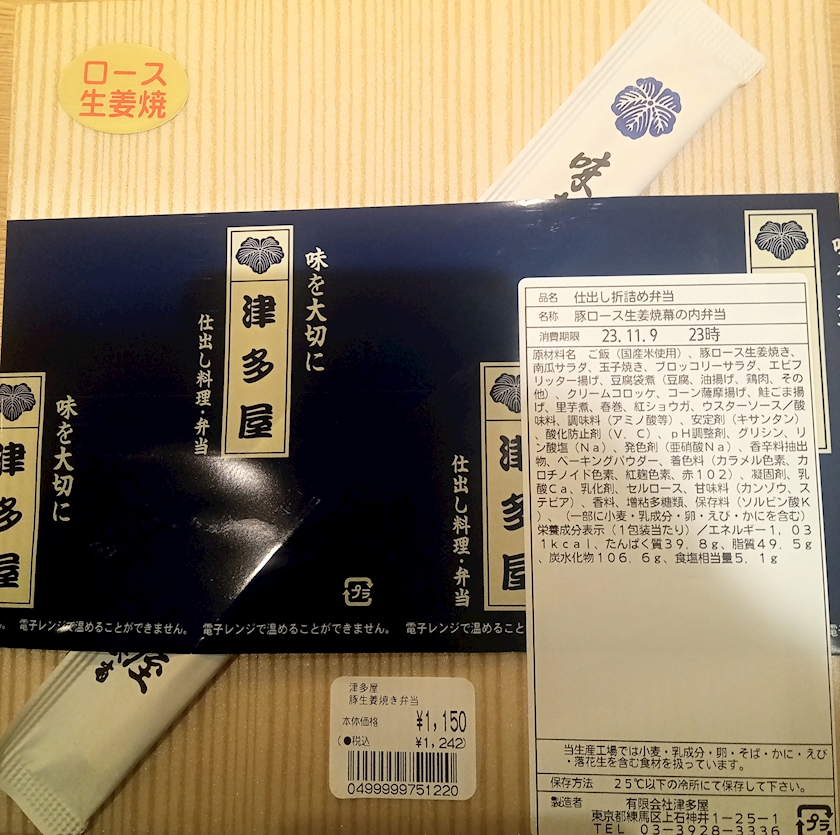 ロース
生姜焼
味
味を大切に
津多屋
仕出し料理・弁当
味を大切に
津多屋
仕出し料理・弁当
津多屋
電子レンジで温めることができません。
電子レンジで温めることができません。
電子レンジで温めることができ
プラ
品名 仕出し折詰め弁当
名称 豚ロース生姜焼幕の内弁当
消費期限 23.11.9 23時
原材料名 ご飯（国産米使用）、豚ロース生姜焼き、
南瓜サラダ、玉子焼き、ブロッコリーサラダ、エビフ
リッター揚げ、豆腐袋煮（豆腐、油揚げ、鶏肉、その
他）、クリームコロッケ、コーン薩摩揚げ、鮭ごま揚
げ、里芋煮、春巻、紅ショウガ、ウスターソース／酸
味料、調味料（アミノ酸等）、安定剤（キサンタン）
、酸化防止剤（V．C）、pH調整剤、グリシン、リ
ン酸塩（Na）、発色剤（亜硝酸Na）、香辛料抽出
物、ベーキングパウダー、着色料（カラメル色素、カ
ロチノイド色素、紅麹色素、赤102）、凝固剤、乳
酸Ca、乳化剤、セルロース、甘味料（カンゾウ、ス
テビア）、香料、増粘多糖類、保存料（ソルビン酸K
）、（一部に小麦・乳成分・卵・えび・かにを含む）
栄養成分表示（1包装当たり）／エネルギー1，03
1kcal、たんぱく質39．8g、脂質49．5g
、炭水化物106．6g、食塩相当量5．1g
当生産工場では小麦・乳成分・卵・そば・かに・えび
・落花生を含む食材を扱っています。
保存方法 25℃以下の冷所にて保存して下さい。
製造者 有限会社津多屋
東京都練馬区上石神井1-25-1
TEL 03-3928-3336
プラ
津多屋
豚生姜焼き弁当
本体価格 ¥1,150
(●税込 ¥1,242)
0499999751220